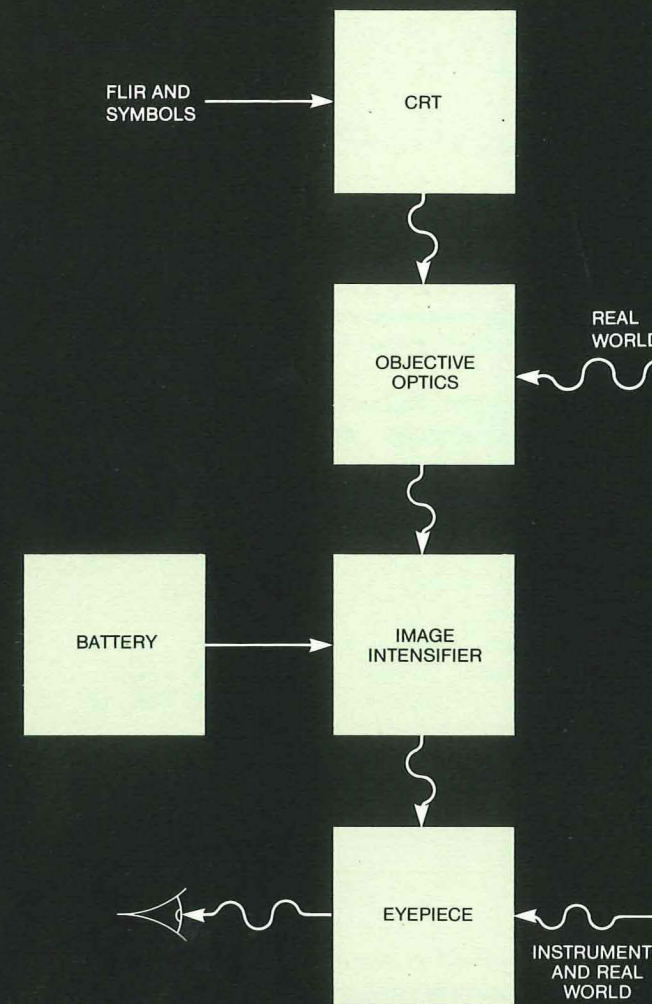 FLIR AND
SYMBOLS
CRT
OBJECTIVE
OPTICS
REAL
WORLD
BATTERY
IMAGE
INTENSIFIER
EYEPIECE
INSTRUMENT
AND REAL
WORLD